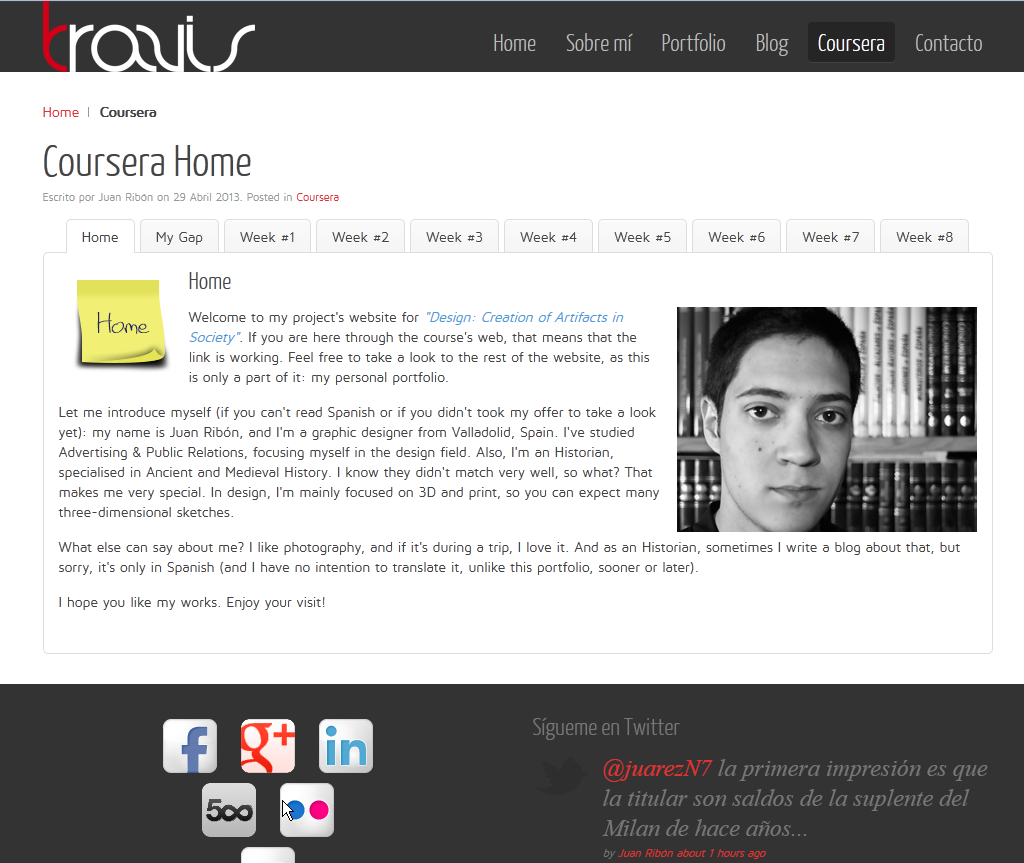 travis
Home Sobre mí Portfolio Blog Coursera Contacto
Home | Coursera
Coursera Home
Escrito por Juan Ribón on 29 Abril 2013. Posted in Coursera
Home My Gap Week #1 Week #2 Week #3 Week #4 Week #5 Week #6 Week #7 Week #8
Home
Home
Welcome to my project's website for "Design: Creation of Artifacts in
Society". If you are here through the course's web, that means that the
link is working. Feel free to take a look to the rest of the website, as this
is only a part of it: my personal portfolio.
Let me introduce myself (if you can't read Spanish or if you didn't took my offer to take a look
yet): my name is Juan Ribón, and I'm a graphic designer from Valladolid, Spain. I've studied
Advertising & Public Relations, focusing myself in the design field. Also, I'm an Historian,
specialised in Ancient and Medieval History. I know they didn't match very well, so what? That
makes me very special. In design, I'm mainly focused on 3D and print, so you can expect many
three-dimensional sketches.
What else can say about me? I like photography, and if it's during a trip, I love it. And as an Historian, sometimes I write a blog about that, but
sorry, it's only in Spanish (and I have no intention to translate it, unlike this portfolio, sooner or later).
I hope you like my works. Enjoy your visit!
f g+ in
500
Sígueme en Twitter
@juarezN7 la primera impresión es que
la titular son saldos de la suplente del
Milan de hace años...
by Juan Ribón about 1 hours ago